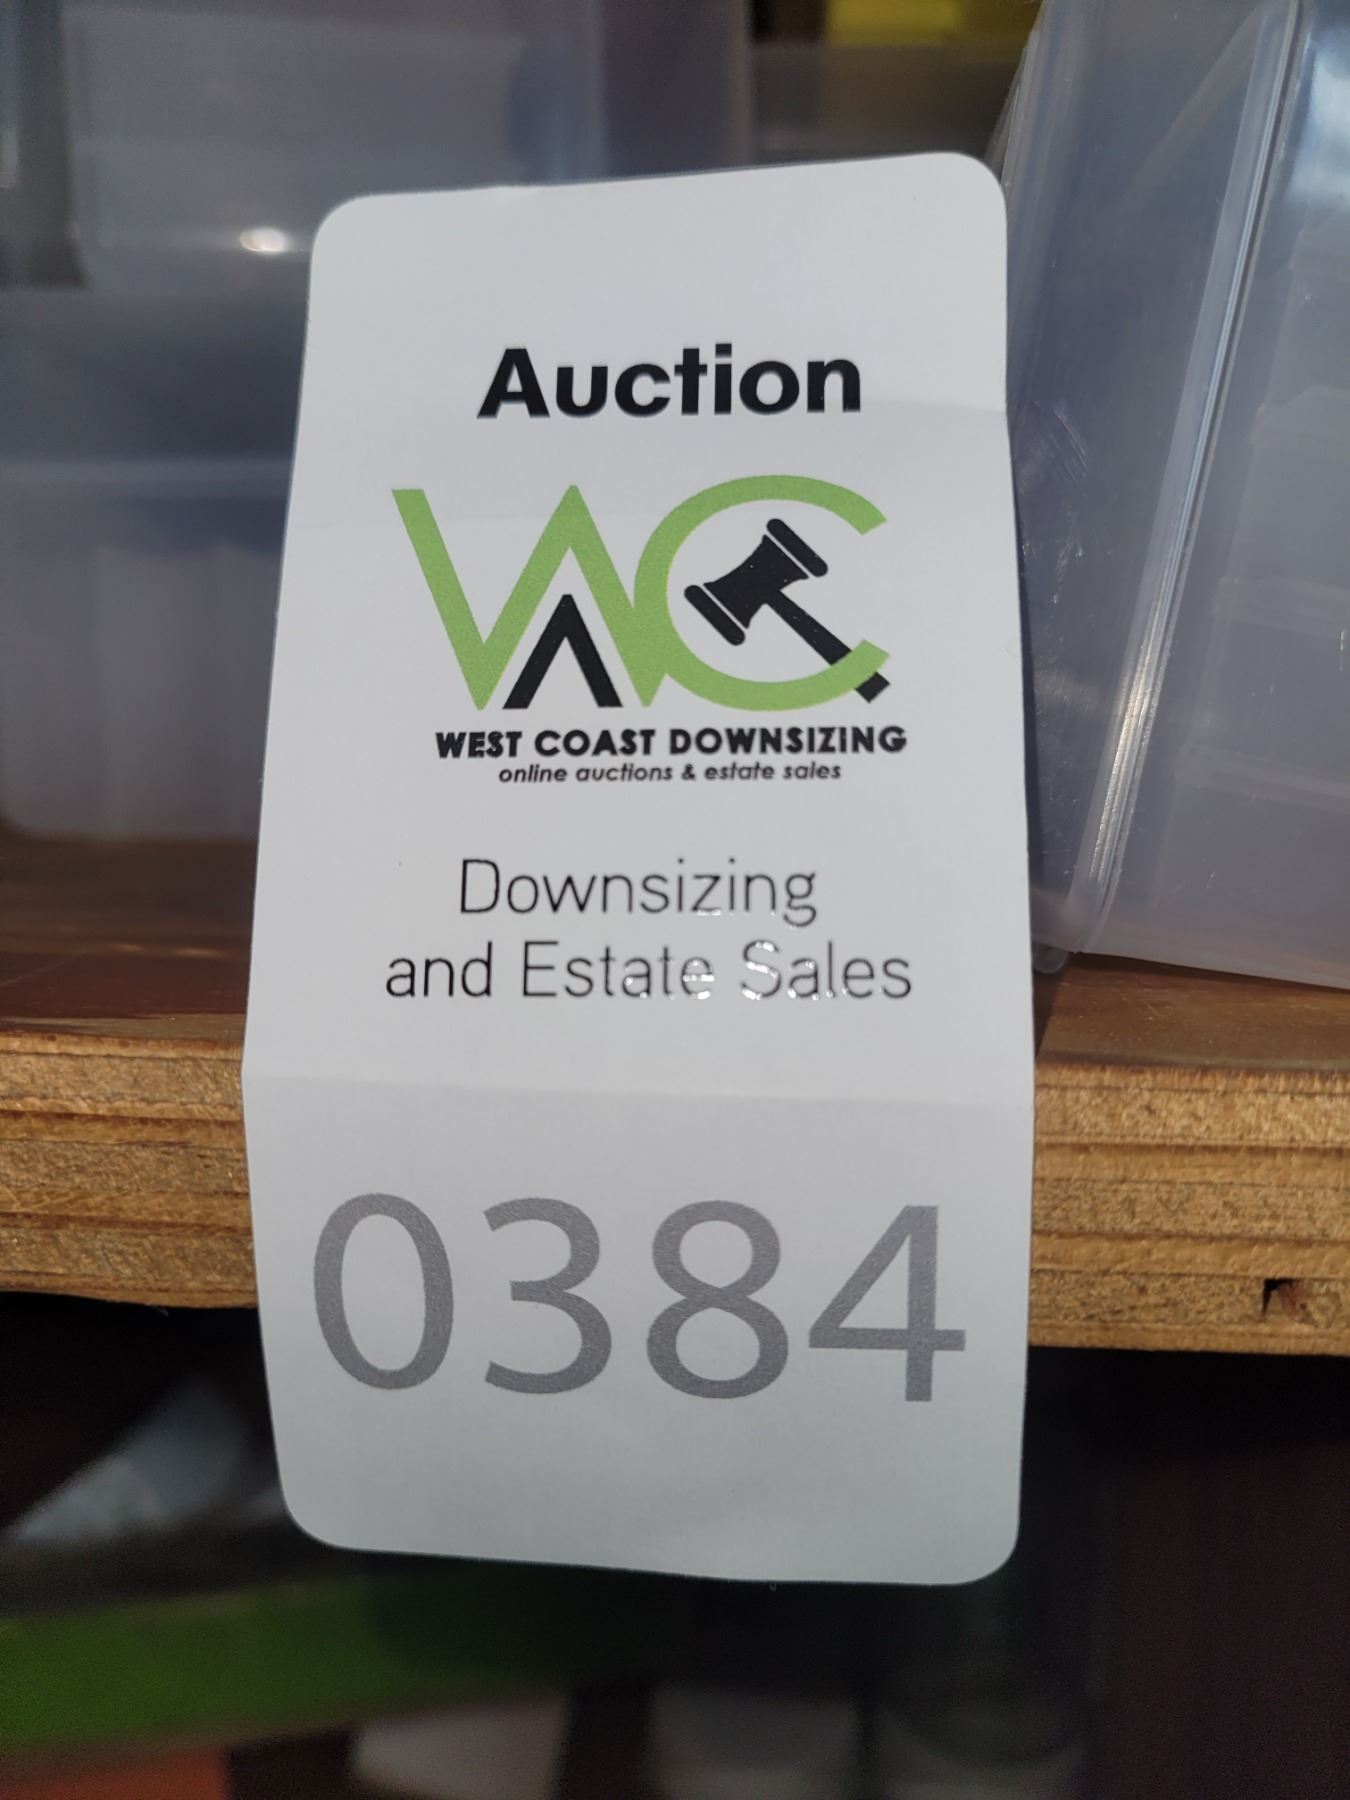 Auction
WC
WEST COAST DOWNSIZING
online auctions & estate sales
Downsizing
and Estate Sales
0384